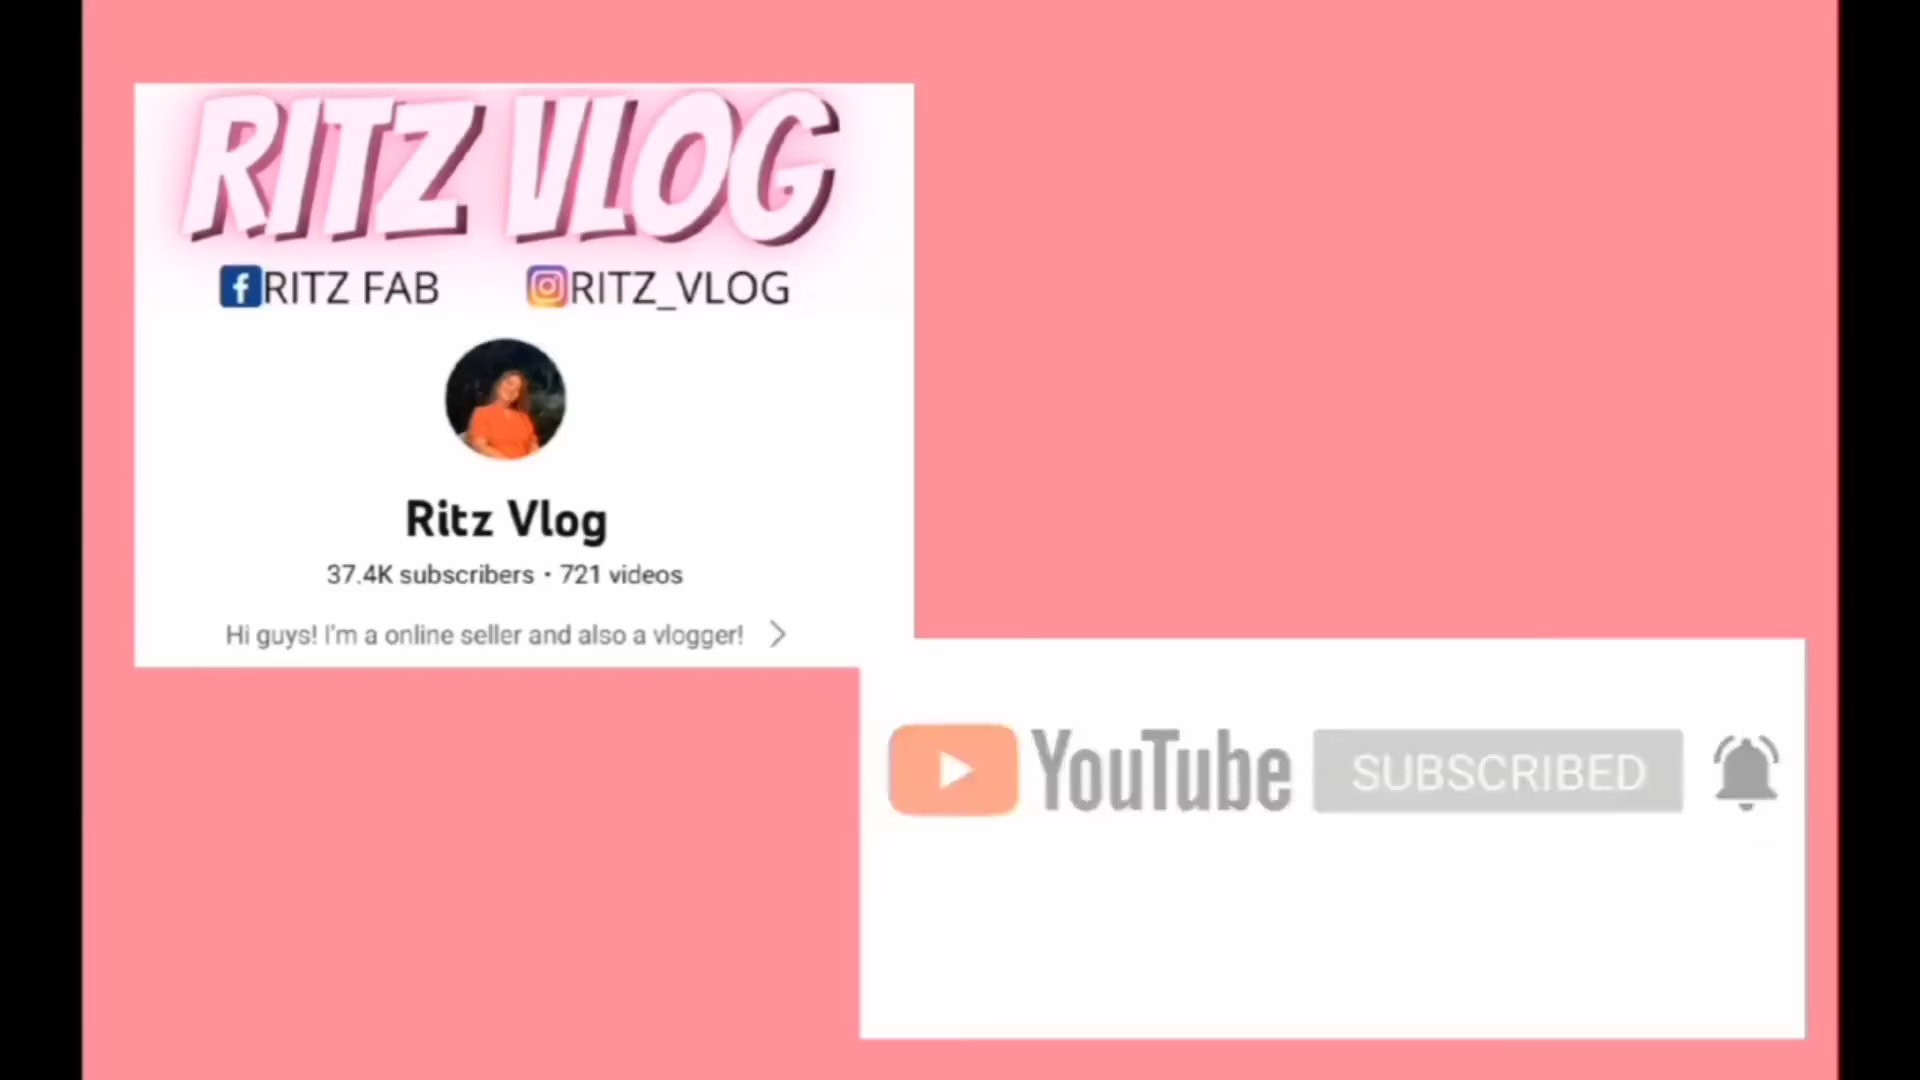 RITZ VLOG
RITZ FAB RITZ_VLOG
Ritz Vlog
37.4K subscribers • 721 videos
Hi guys! I'm a online seller and also a vlogger!
YouTube SUBSCRIBED